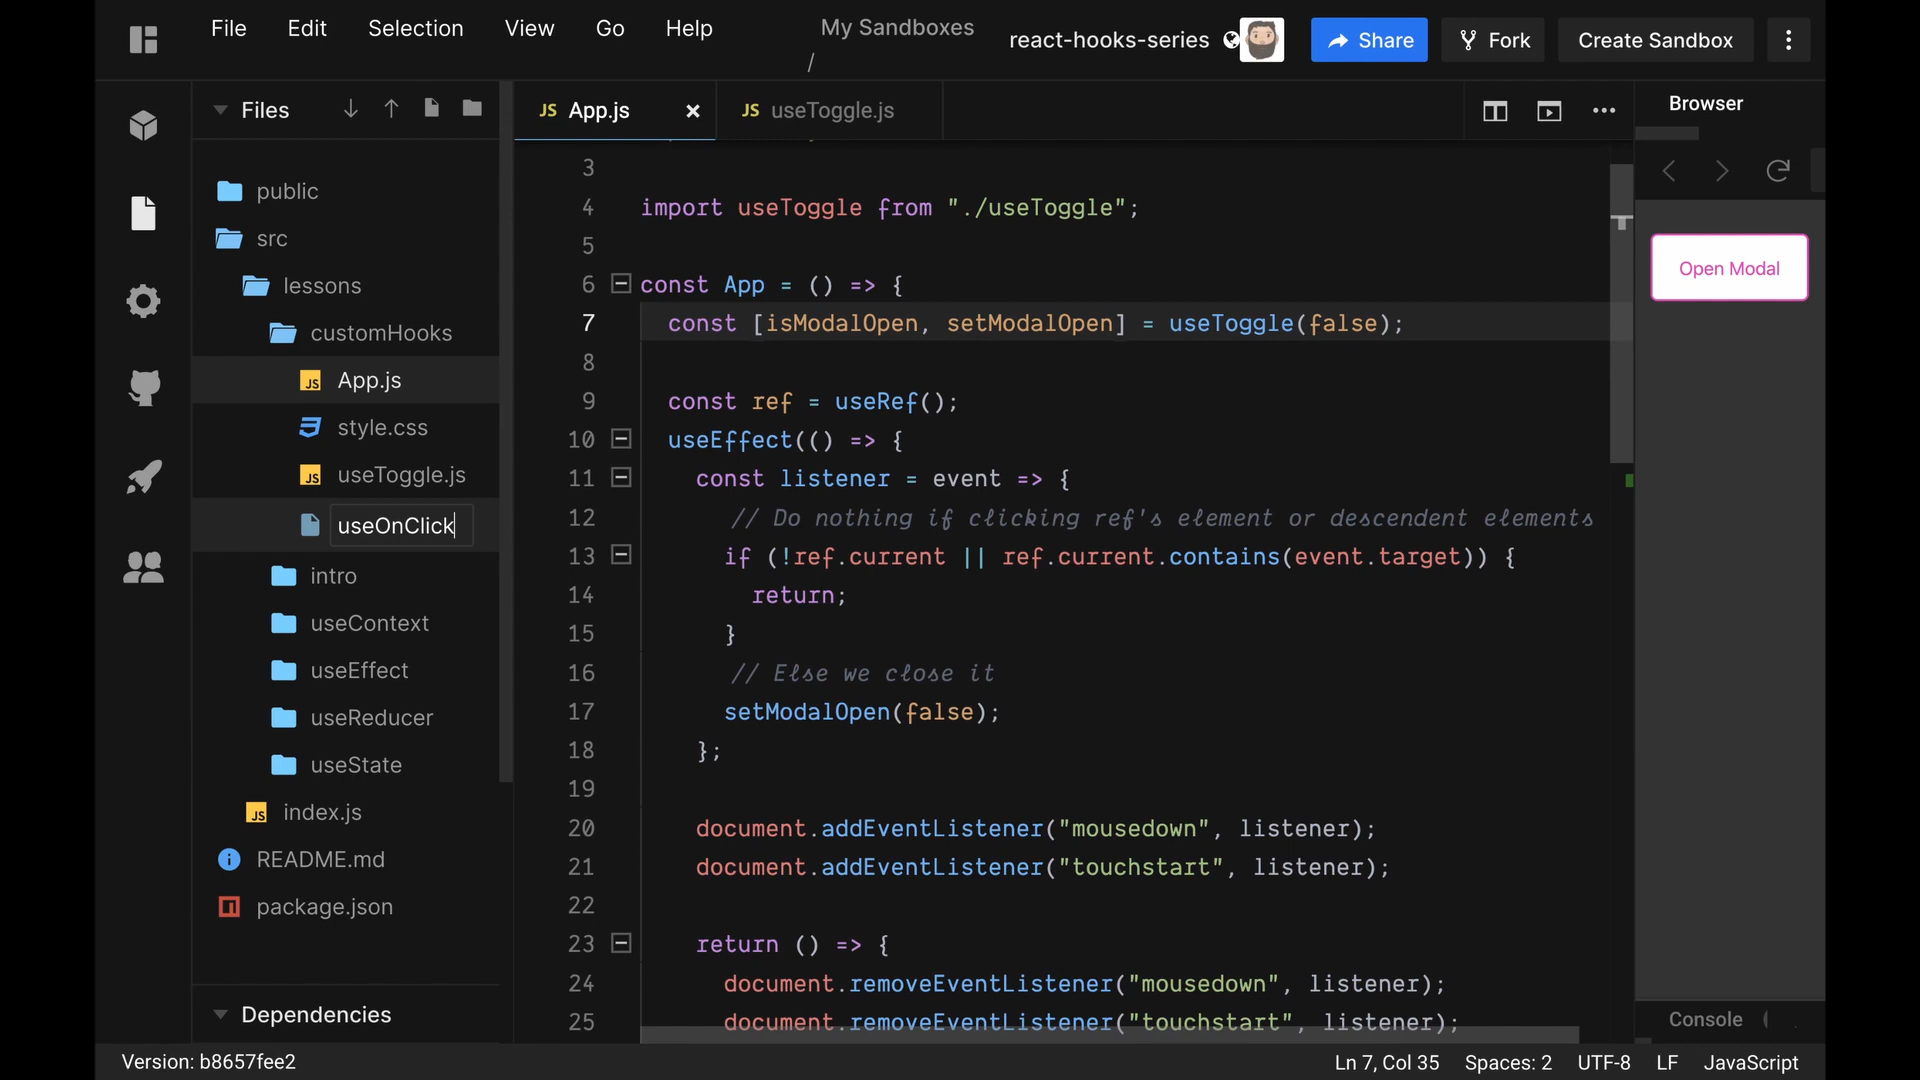 File Edit Selection View Go Help My Sandboxes
/
react-hooks-series Share Fork Create Sandbox
Files
JS App.js
JS useToggle.js
Browser
public
src
lessons
customHooks
JS App.js
style.css
JS useToggle.js
useOnClick
intro
useContext
useEffect
useReducer
useState
JS index.js
README.md
package.json
Dependencies
3
4 import useToggle from "./useToggle";
5
6 const App = () => {
7 const [isModalOpen, setModalOpen] = useToggle(false);
8
9 const ref = useRef();
10 useEffect(() => {
11 const listener = event => {
12 // Do nothing if clicking ref's element or descendent elements
13 if (!ref.current || ref.current.contains(event.target)) {
14 return;
15 }
16 // Else we close it
17 setModalOpen(false);
18 };
19
20 document.addEventListener("mousedown", listener);
21 document.addEventListener("touchstart", listener);
22
23 return () => {
24 document.removeEventListener("mousedown", listener);
25 document.removeEventListener("touchstart", listener);
Open Modal
Console
Version: b8657fee2
Ln 7, Col 35 Spaces: 2 UTF-8 LF JavaScript